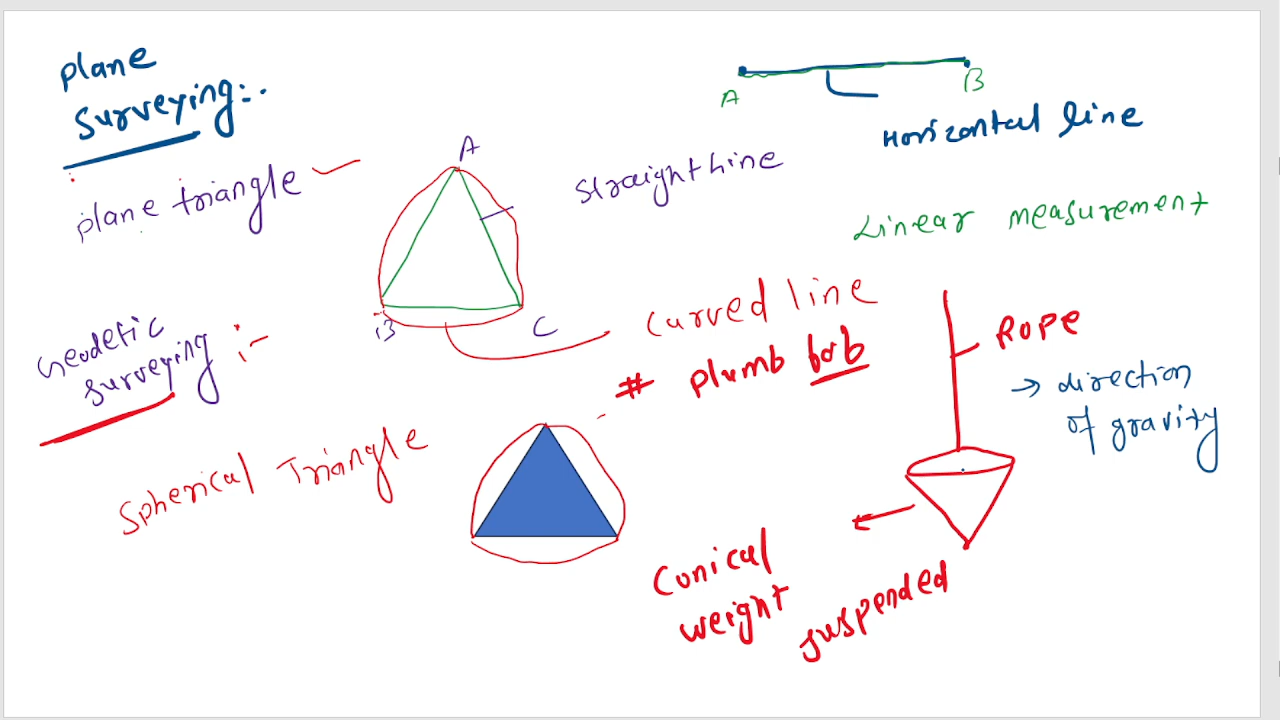 plane
surveying:-.
A
B
Horizontal line
plane triangle
A
straight line
Linear measurement
B
C
curved line
Geodetic
surveying :-
# plumb bob
Rope
→ direction
of gravity
Spherical Triangle
Conical
weight
suspended